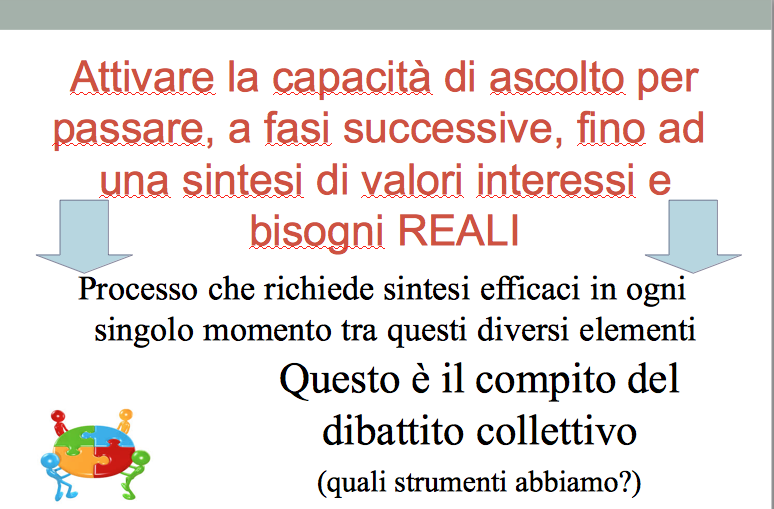 Attivare la capacità di ascolto per
passare, a fasi successive, fino ad
una sintesi di valori interessi e
bisogni REALI
Processo che richiede sintesi efficaci in ogni
singolo momento tra questi diversi elementi
Questo è il compito del
dibattito collettivo
(quali strumenti abbiamo?)